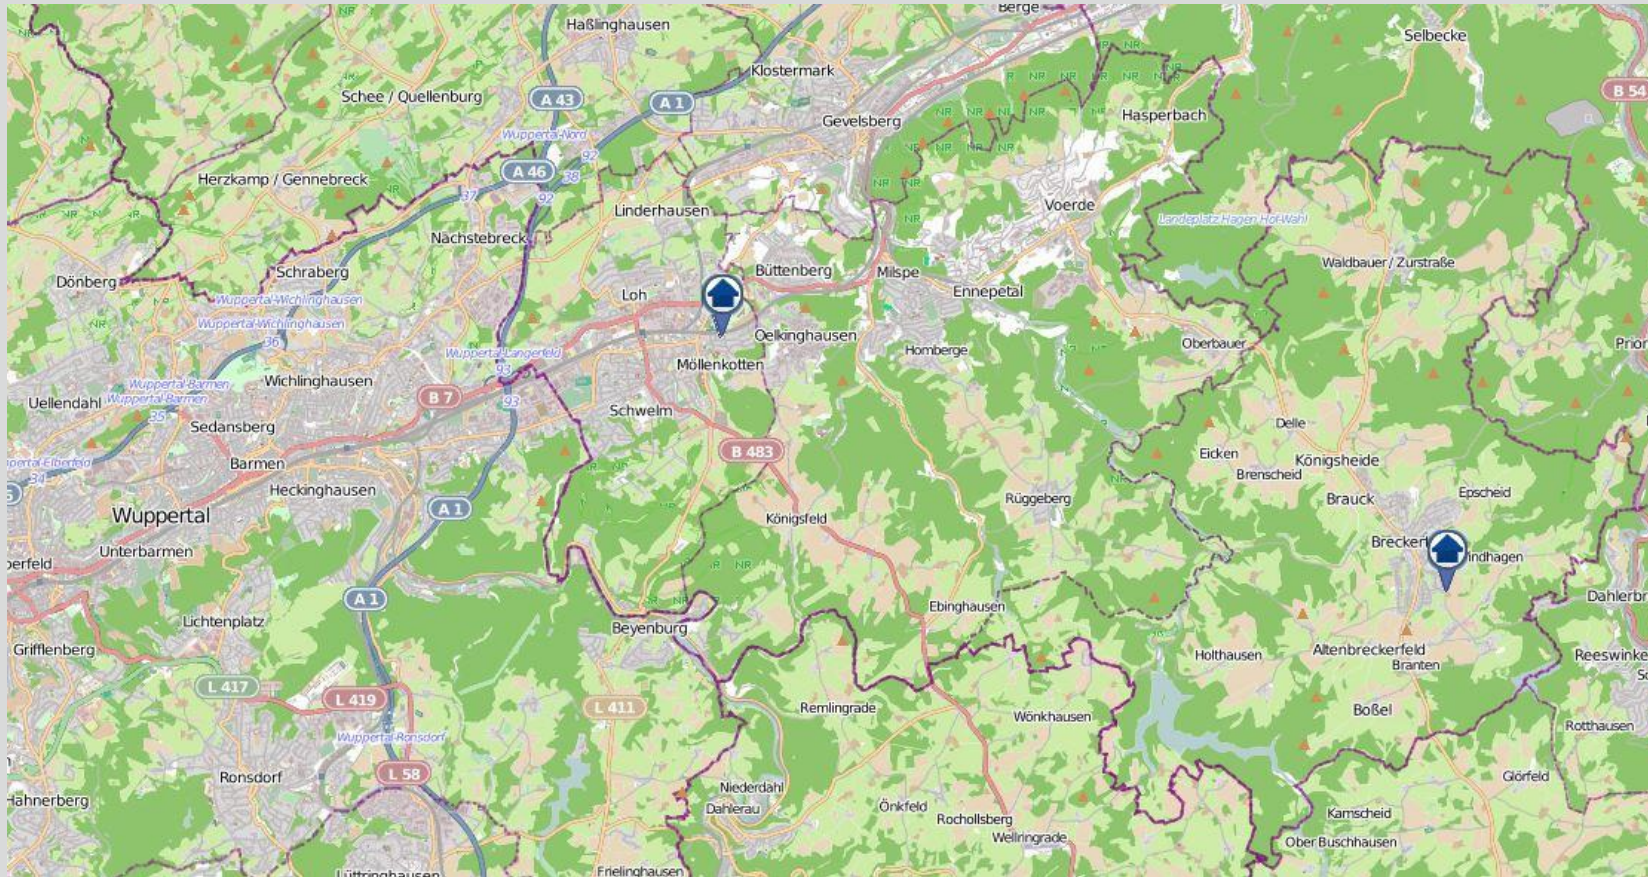 Berge
Haßlinghausen
Selbecke
Klostermark
B 54
Schee / Quellenburg
A 43
A 1
NR
Gevelsberg
Hasperbach
Wuppertal-Nord
92
A 46
38
Herzkamp / Gennebreck
37
92
Linderhausen
Voerde
Landeplatz Hagen Hof-Wahl
Nächstebreck
Dönberg
Schraberg
Büttenberg
Milspe
Waldbauer / Zurstraße
Wuppertal-Wichlinghausen
Loh
Ennepetal
Wuppertal-Wichlinghausen
36
Oelkinghausen
Oberbauer
Wuppertal-Langerfeld
Homberge
93
Möllenkotten
Wuppertal-Barmen
Wichlinghausen
Uellendahl
Wuppertal-Barmen
B 7
93
35
Schwelm
Sedansberg
Delle
B 483
Eicken
Barmen
Königsheide
Brenscheid
34
Heckinghausen
Brauck
Epscheid
Rüggeberg
A 1
Wuppertal
Königsfeld
Unterbarmen
A 1
Ebinghausen
Lichtenplatz
Beyenburg
Grifflenberg
Altenbreckerfeld
Holthausen
Branten
L 417
L 419
L 411
Remlingrade
Boßel
Wönkhausen
Rotthausen
Wuppertal-Ronsdorf
L 58
Ronsdorf
Glörfeld
Niederdahl
Hahnerberg
Dahlerau
Önkfeld
Kamscheid
Rochollsberg
Wellringrade
Ober Buschhausen
Frielinghausen
Lüttringhausen